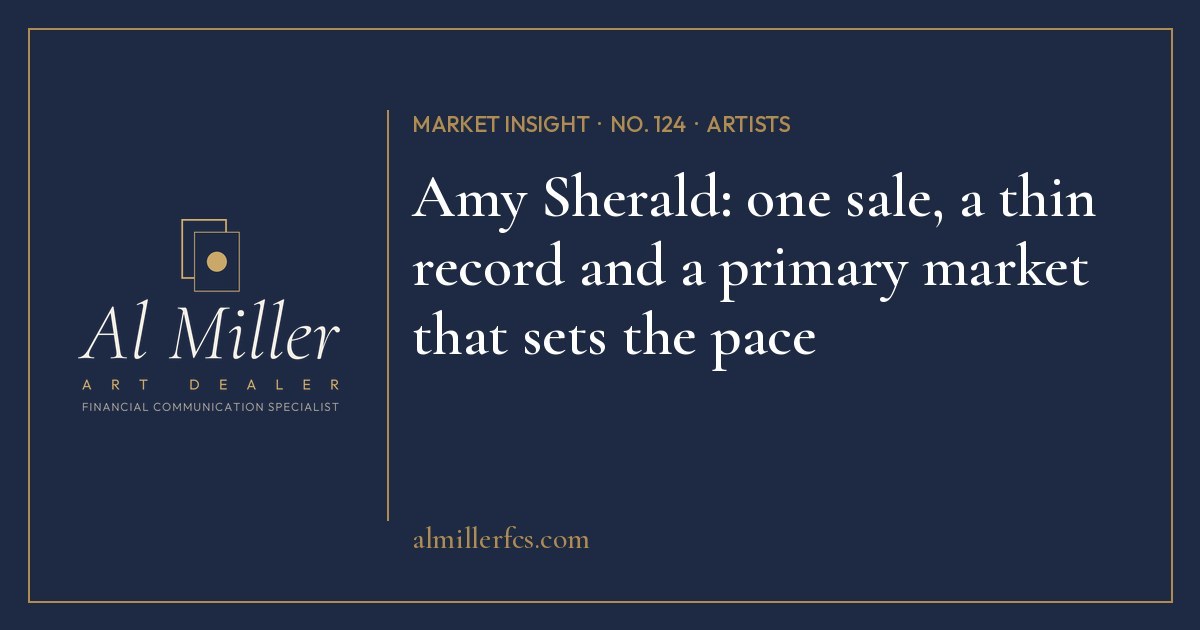 Al Miller
ART DEALER
FINANCIAL COMMUNICATION SPECIALIST
MARKET INSIGHT · NO. 124 · ARTISTS
Amy Sherald: one sale, a thin
record and a primary market
that sets the pace
almillerfcs.com